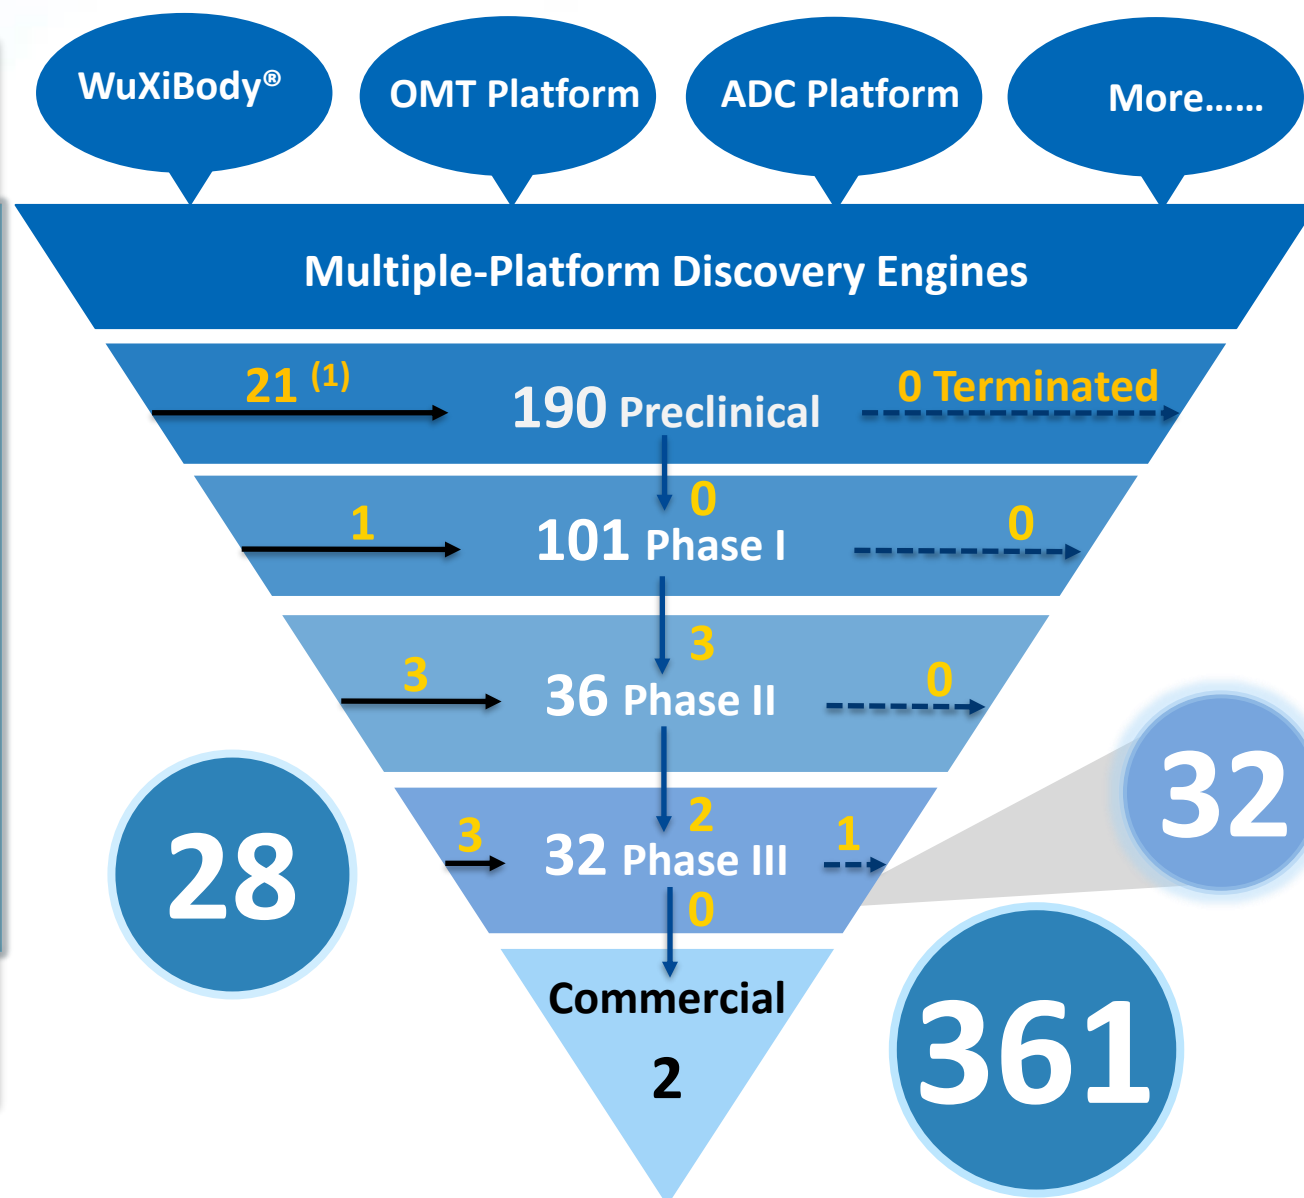 WuXiBody®
OMT Platform
ADC Platform
More......
Multiple-Platform Discovery Engines
21 (1)
190 Preclinical
0 Terminated
0
1
101 Phase I
0
3
3
36 Phase II
0
2
3
32 Phase III
1
0
32
28
Commercial
2
361